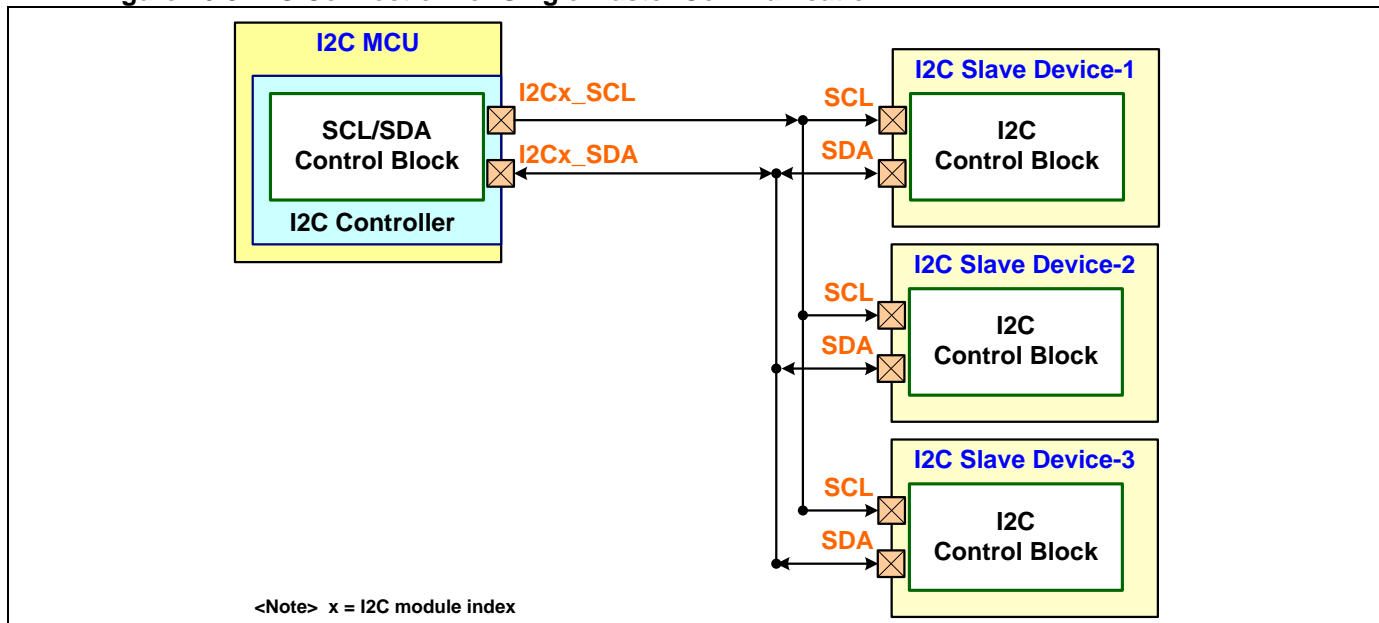 I2C MCU
I2C Slave Device-1
I2Cx_SCL
SCL
SCL/SDA
Control Block
I2C
Control Block
I2Cx_SDA
SDA
I2C Controller
I2C Slave Device-2
SCL
I2C
Control Block
SDA
I2C Slave Device-3
SCL
I2C
Control Block
SDA
<Note> x = I2C module index